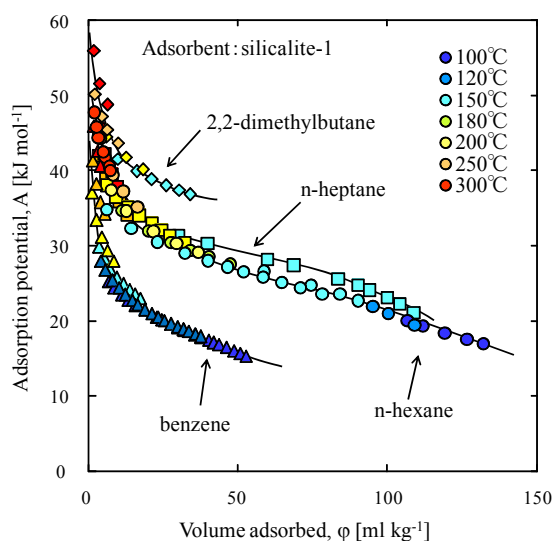 60
50
40
30
20
10
0
0
50
100
150
Adsorption potential, A [kJ mol⁻¹]
Volume adsorbed, φ [ml kg⁻¹]
Adsorbent : silicalite-1
100℃
120℃
150℃
180℃
200℃
250℃
300℃
2,2-dimethylbutane
n-heptane
benzene
n-hexane